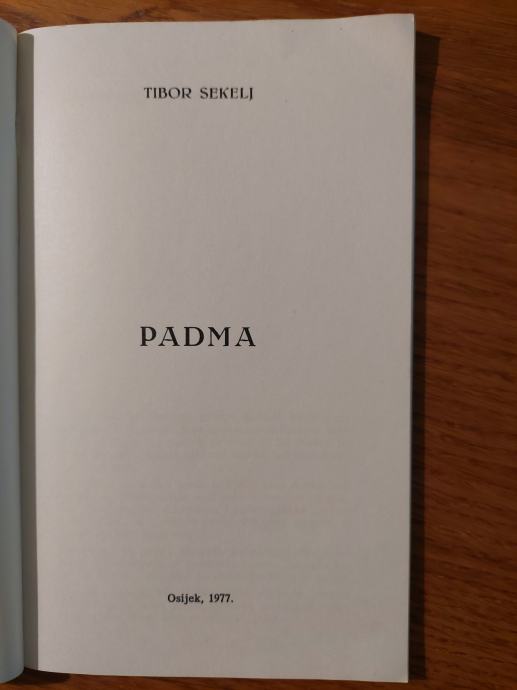 TIBOR SEKELJ
PADMA
Osijek, 1977.